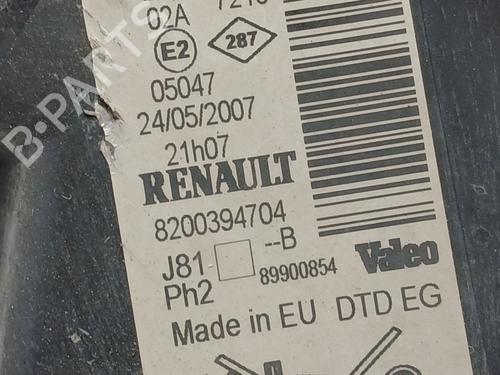 02A
E2
287
05047
24/05/2007
21h07
RENAULT
8200394704
J81- --B
Ph2 89900854 Valeo
Made in EU DTD EG
B-PARTS